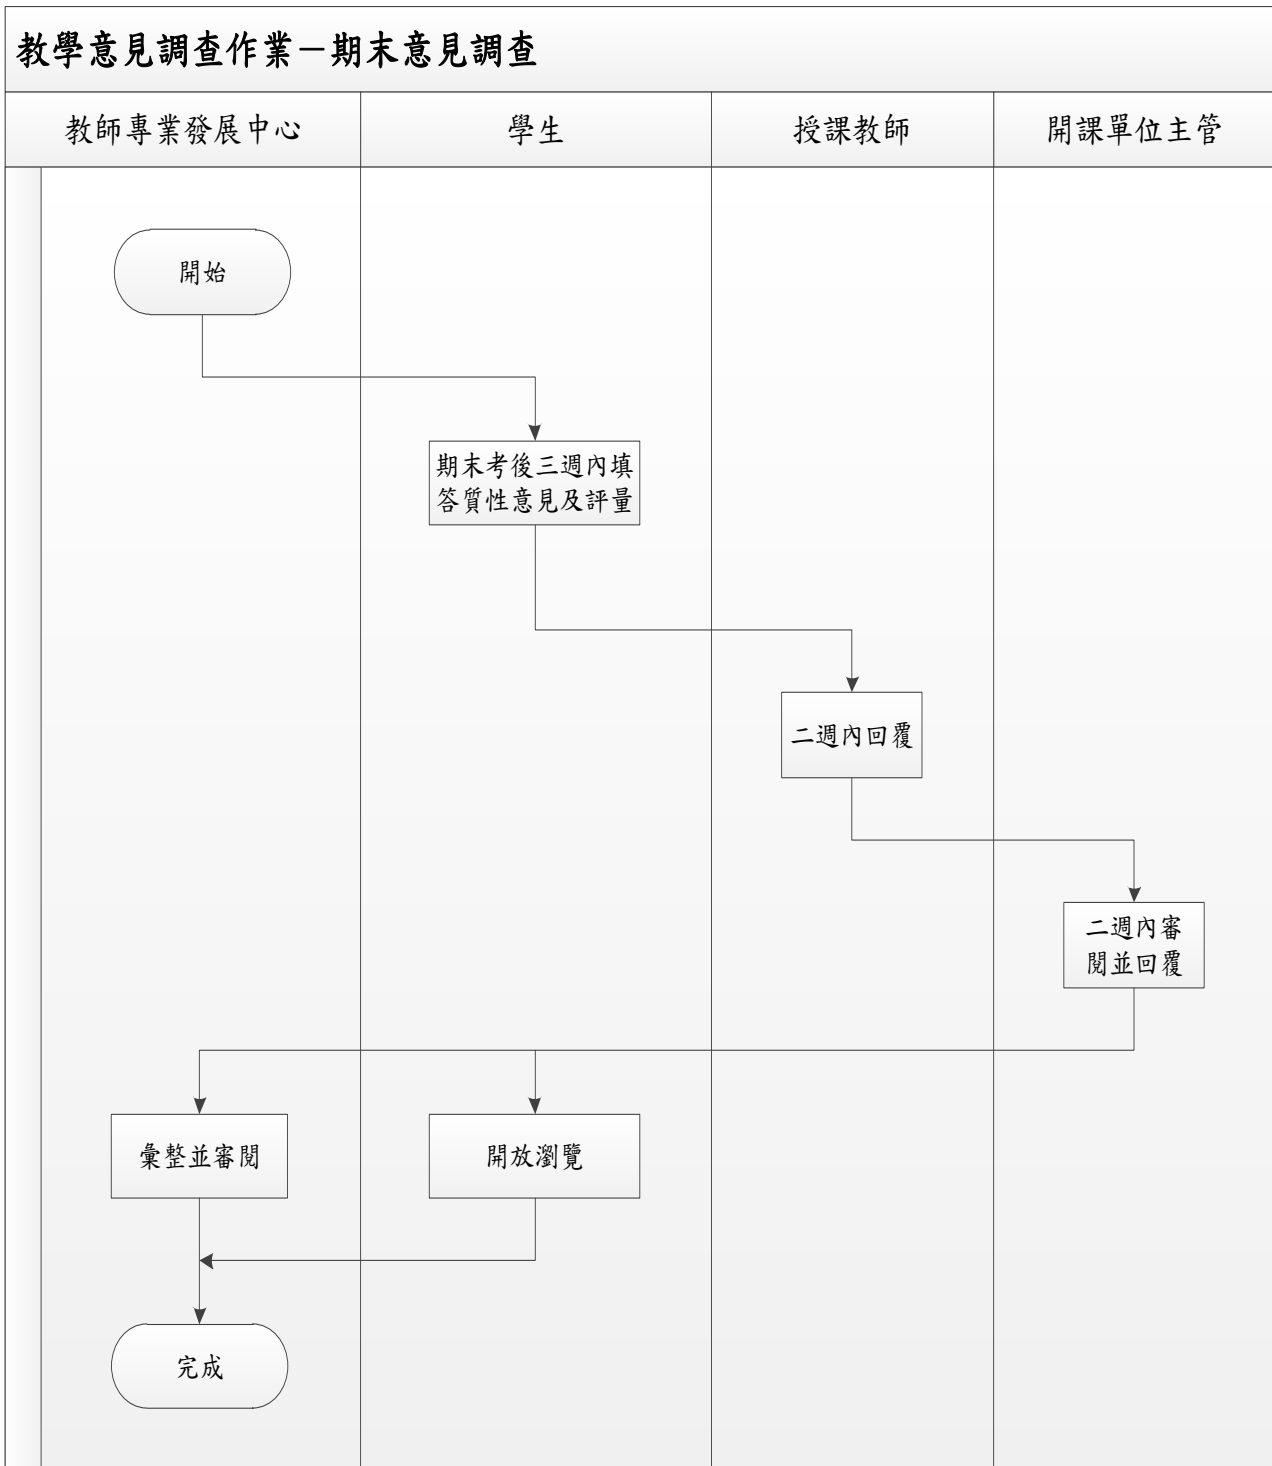 教學意見調查作業－期末意見調查
教師專業發展中心
學生
授課教師
開課單位主管
開始
期末考後三週內填
答質性意見及評量
二週內回覆
二週內審
閱並回覆
彙整並審閱
開放瀏覽
完成